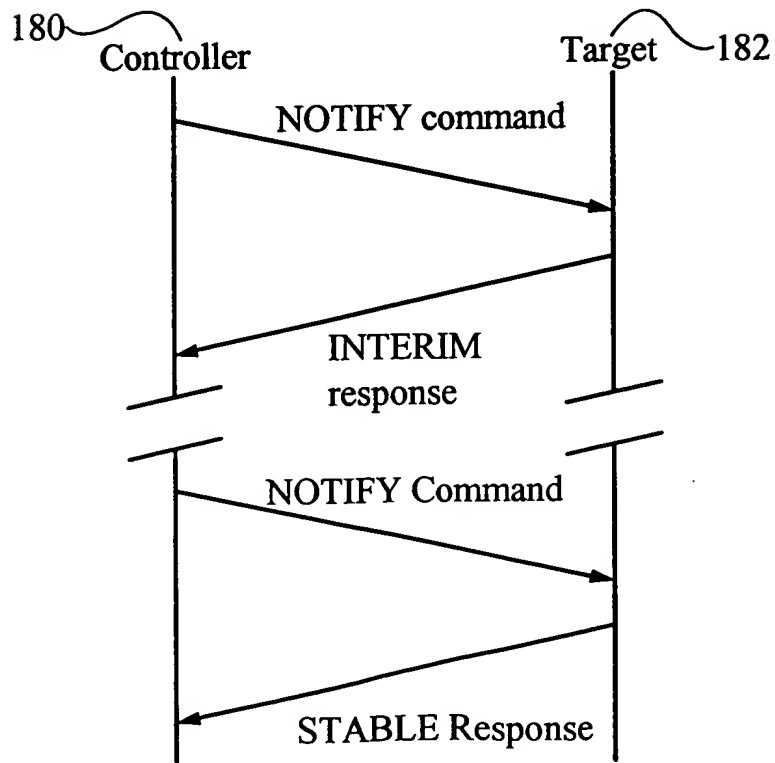 180
Controller
Target
182
NOTIFY command
INTERIM
response
NOTIFY Command
STABLE Response